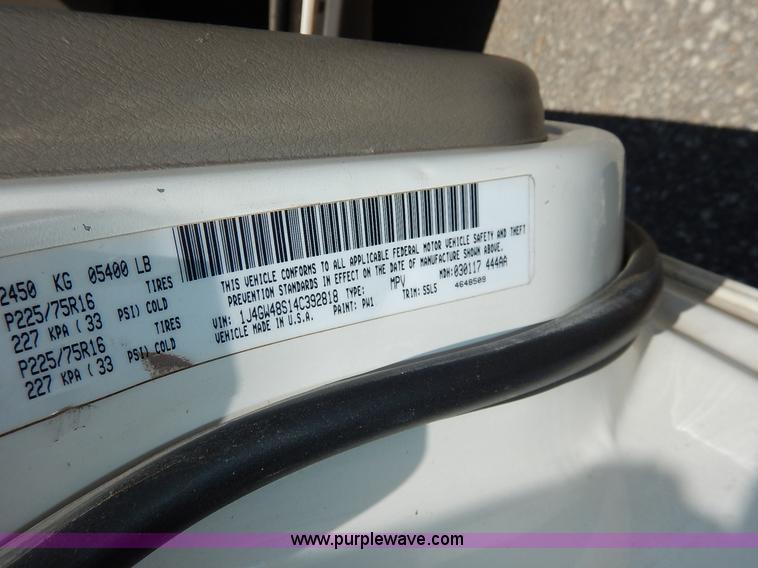 2450 KG 05400 LB
P225/75R16 TIRES
227 KPA ( 33 PSI) COLD
P225/75R16 TIRES
227 KPA ( 33 PSI) COLD
THIS VEHICLE CONFORMS TO ALL APPLICABLE FEDERAL MOTOR VEHICLE SAFETY AND THEFT
PREVENTION STANDARDS IN EFFECT ON THE DATE OF MANUFACTURE SHOWN ABOVE.
VIN: 1J4GW48S14C392818 TYPE: MPV MDH: 030117 444AA
VEHICLE MADE IN U.S.A. PAINT: PW1 TRIM: S5L5 4648509
www.purplewave.com